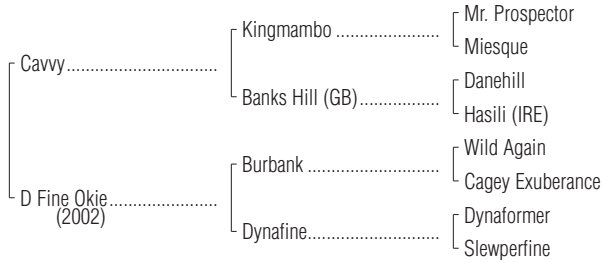 Mr. Prospector
Kingmambo
Miesque
Cavvy
Danehill
Banks Hill (GB)
Hasili (IRE)
Wild Again
Burbank
Cagey Exuberance
D Fine Okie
(2002)
Dynaformer
Dynafine
Slewperfine